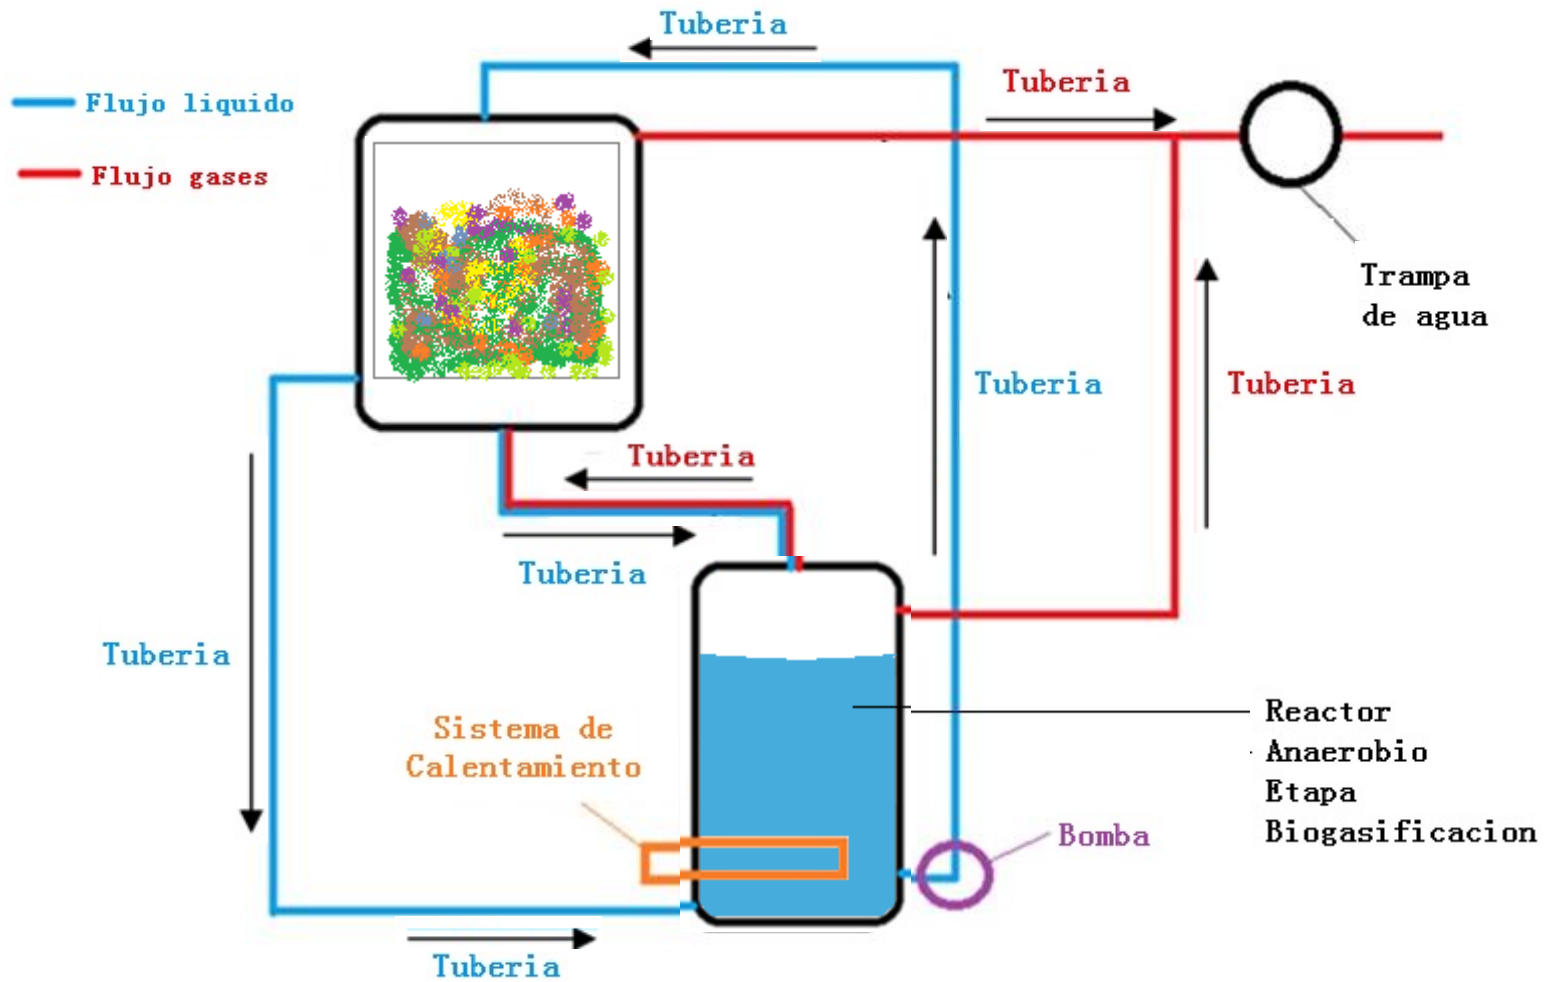 Tuberia
Tuberia
Flujo liquido
Flujo gases
Trampa
de agua
Tuberia
Tuberia
Tuberia
Tuberia
Tuberia
Sistema de
Calentamiento
Reactor
Anaerobio
Etapa
Biogasificacion
Bomba
Tuberia